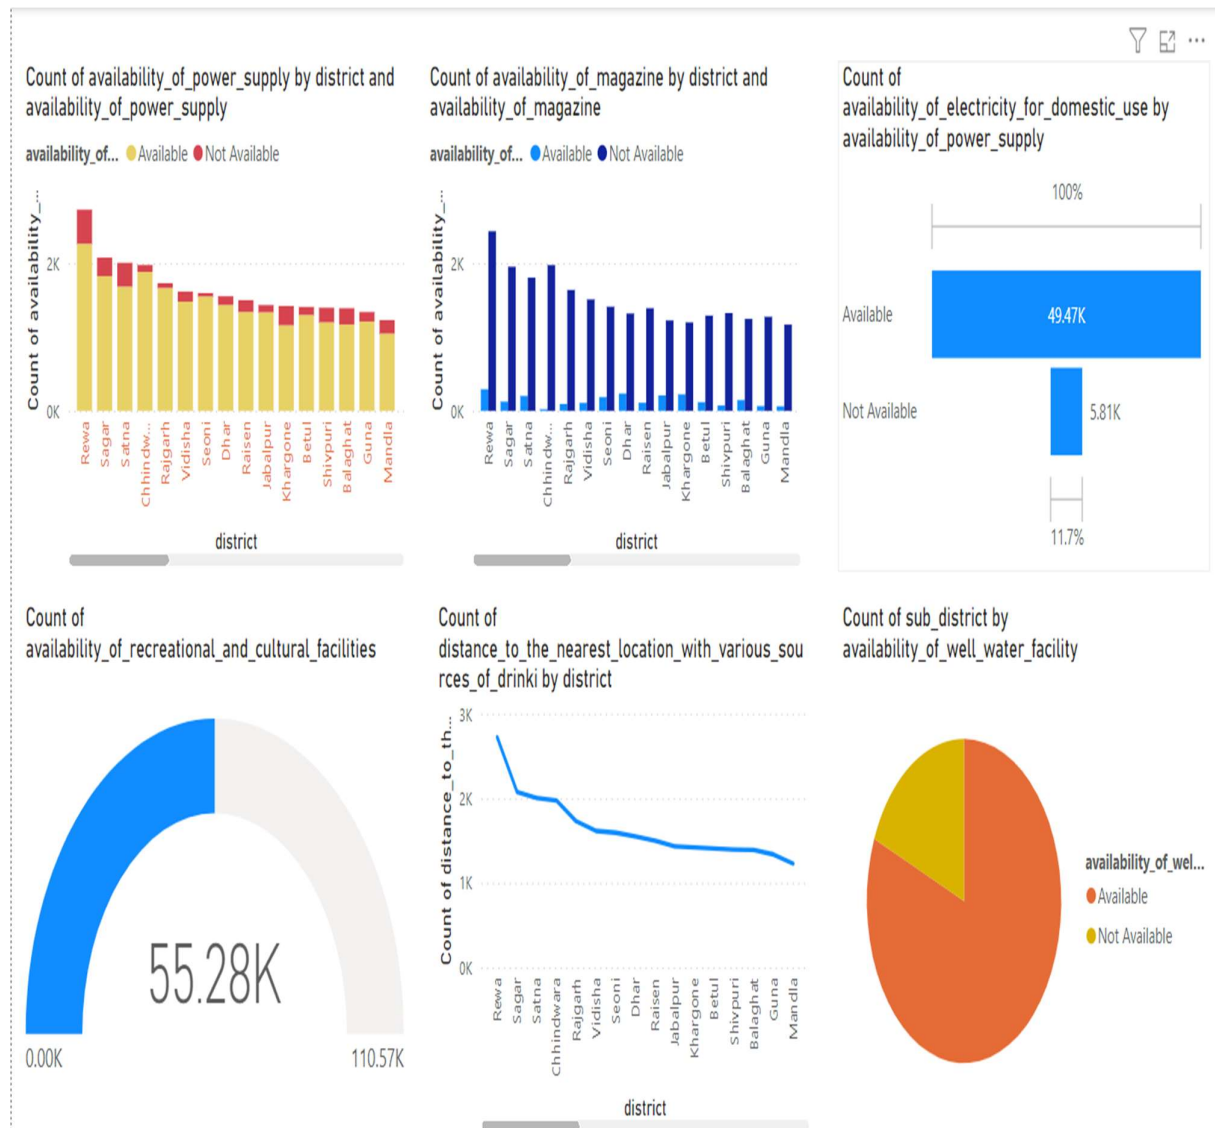 Count of availability_of_power_supply by district and
availability_of_power_supply
availability_of... Available Not Available
Count of availability_...
2K
0K
Rewa
Sagar
Satna
Chhindw...
Rajgarh
Vidisha
Seoni
Dhar
Raisen
Jabalpur
Khargone
Betul
Shivpuri
Balaghat
Guna
Mandla
district
Count of availability_of_magazine by district and
availability_of_magazine
availability_of... Available Not Available
Count of availability_...
2K
0K
Rewa
Sagar
Satna
Chhindw...
Rajgarh
Vidisha
Seoni
Dhar
Raisen
Jabalpur
Khargone
Betul
Shivpuri
Balaghat
Guna
Mandla
district
Count of
availability_of_electricity_for_domestic_use by
availability_of_power_supply
100%
Available
49.47K
Not Available
5.81K
11.7%
Count of
availability_of_recreational_and_cultural_facilities
55.28K
0.00K
110.57K
Count of
distance_to_the_nearest_location_with_various_sou
rces_of_drinki by district
Count of distance_to_th...
3K
2K
1K
0K
Rewa
Sagar
Satna
Chhindwara
Rajgarh
Vidisha
Seoni
Dhar
Raisen
Jabalpur
Khargone
Betul
Shivpuri
Balaghat
Guna
Mandla
district
Count of sub_district by
availability_of_well_water_facility
availability_of_wel...
Available
Not Available